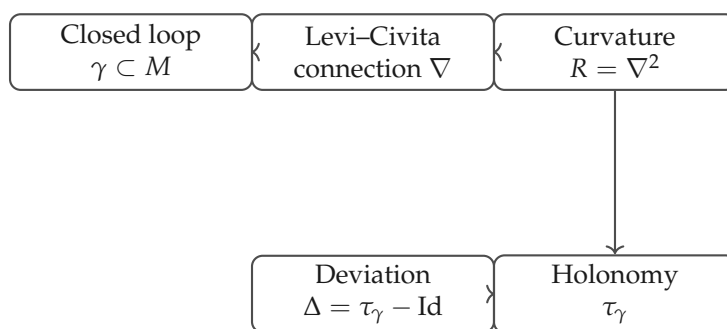 Closed loop
γ ⊂ M
Levi–Civita
connection ∇
Curvature
R = ∇²
Deviation
Δ = τ_γ − Id
Holonomy
τ_γ